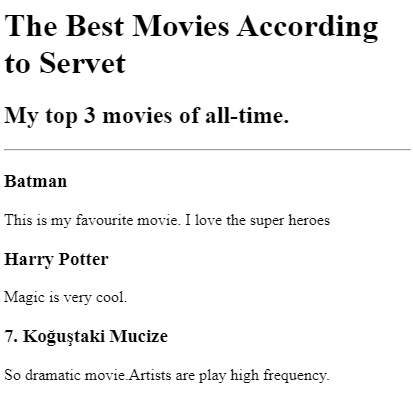 The Best Movies According
to Servet
My top 3 movies of all-time.
Batman
This is my favourite movie. I love the super heroes
Harry Potter
Magic is very cool.
7. Koğuştaki Mucize
So dramatic movie.Artists are play high frequency.